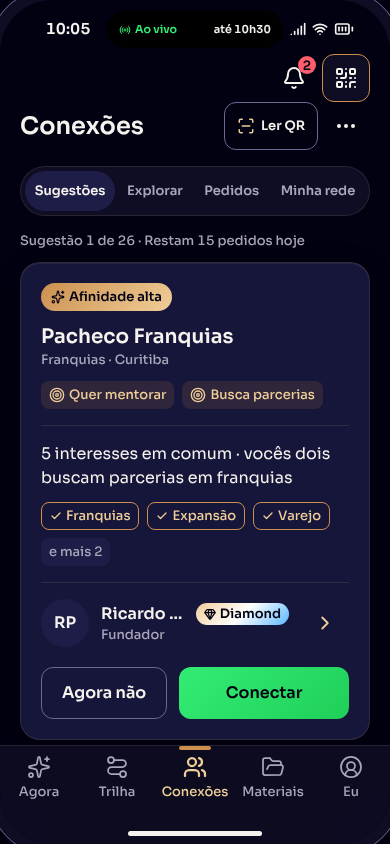 10:05
Ao vivo
até 10h30
2
Conexões
Ler QR
Sugestões
Explorar
Pedidos
Minha rede
Sugestão 1 de 26 · Restam 15 pedidos hoje
Afinidade alta
Pacheco Franquias
Franquias · Curitiba
Quer mentorar
Busca parcerias
5 interesses em comum · vocês dois
buscam parcerias em franquias
Franquias
Expansão
Varejo
e mais 2
RP
Ricardo ...
Diamond
Fundador
Agora não
Conectar
Agora
Trilha
Conexões
Materiais
Eu